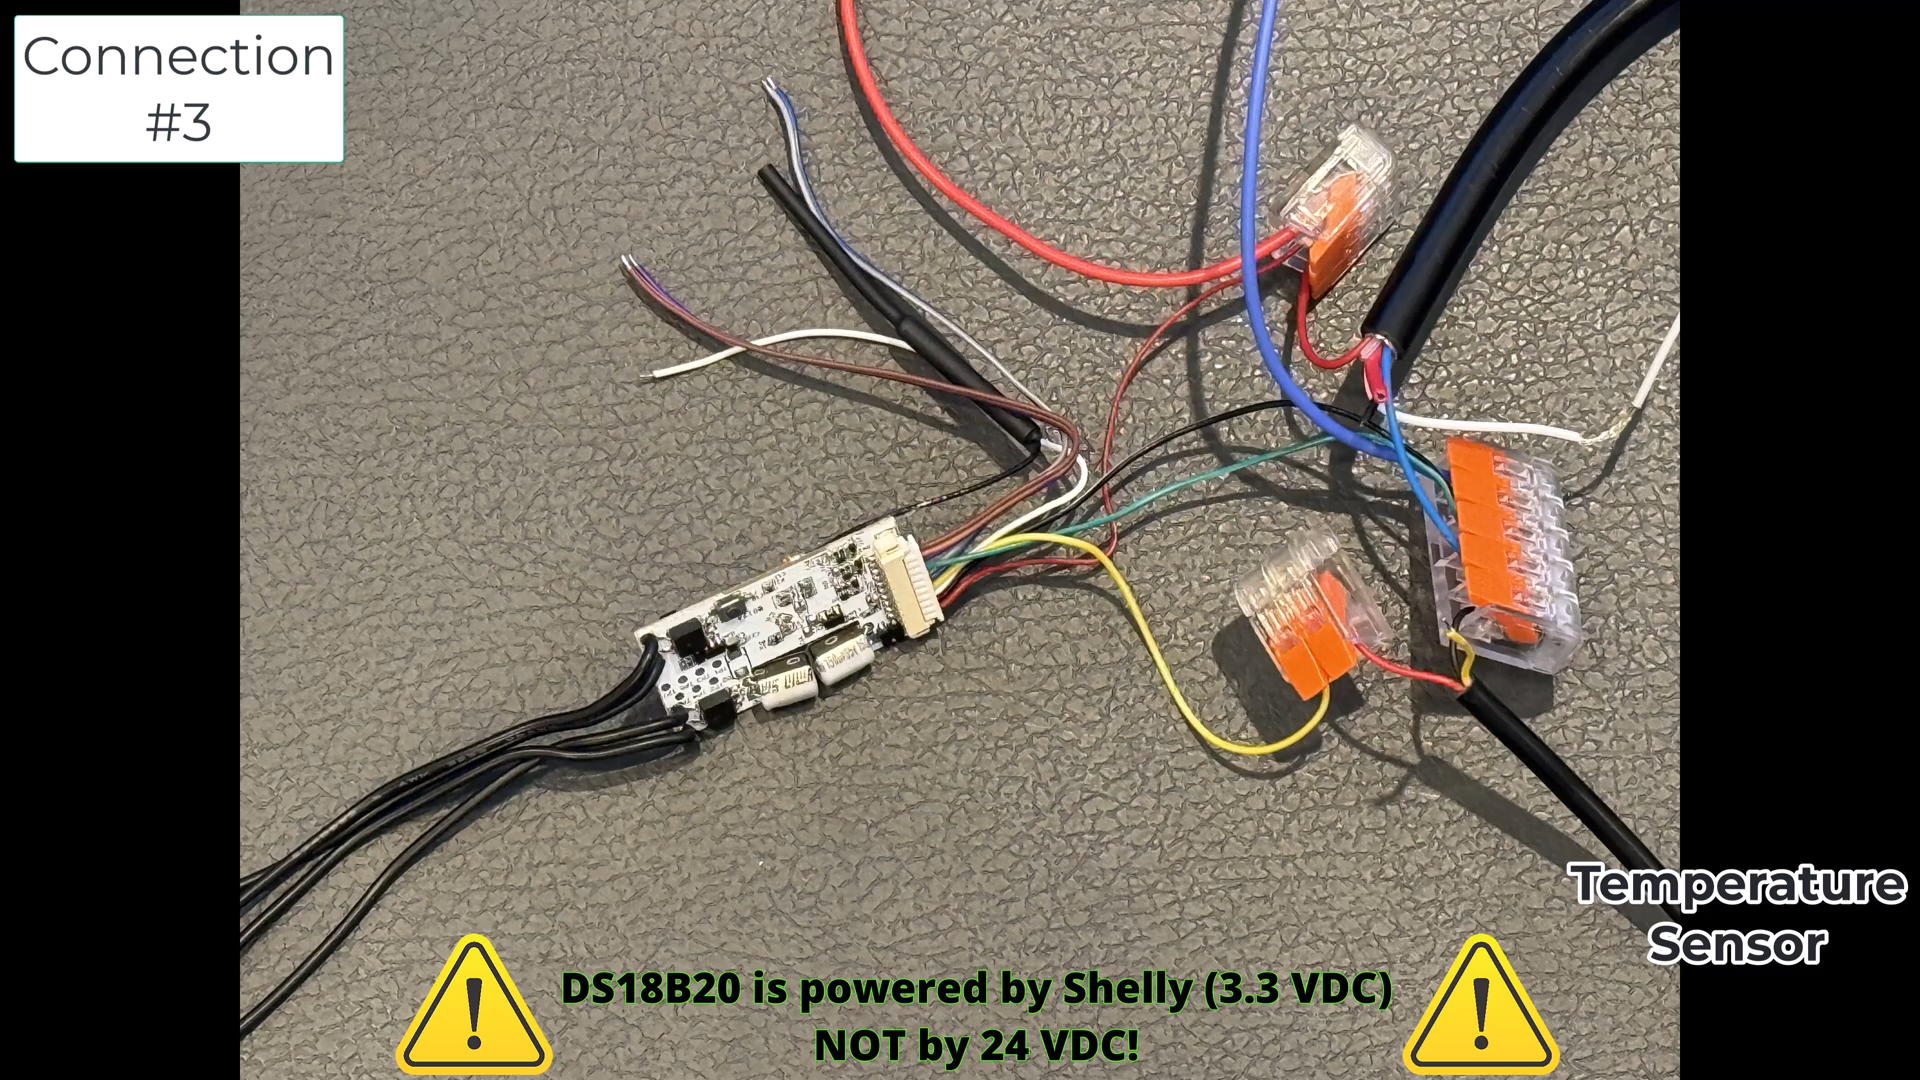 Connection
#3
Temperature
Sensor
DS18B20 is powered by Shelly (3.3 VDC)
NOT by 24 VDC!